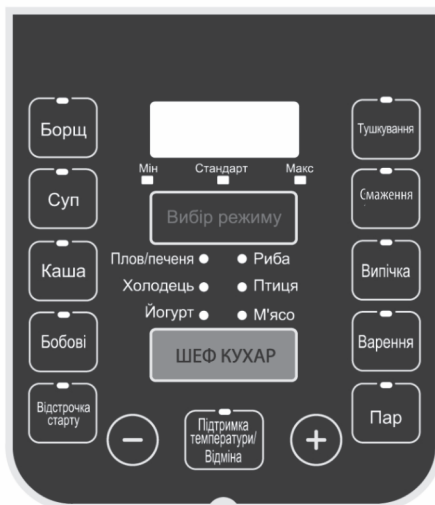 Борщ
Суп
Каша
Бобові
Відстрочка
старту
Мін Стандарт Макс
Вибір режиму
Плов/печеня Риба
Холодець Птиця
Йогурт М'ясо
ШЕФ КУХАР
−
Підтримка
температури/
Відміна
+
Тушкування
Смаження
Випічка
Варення
Пар